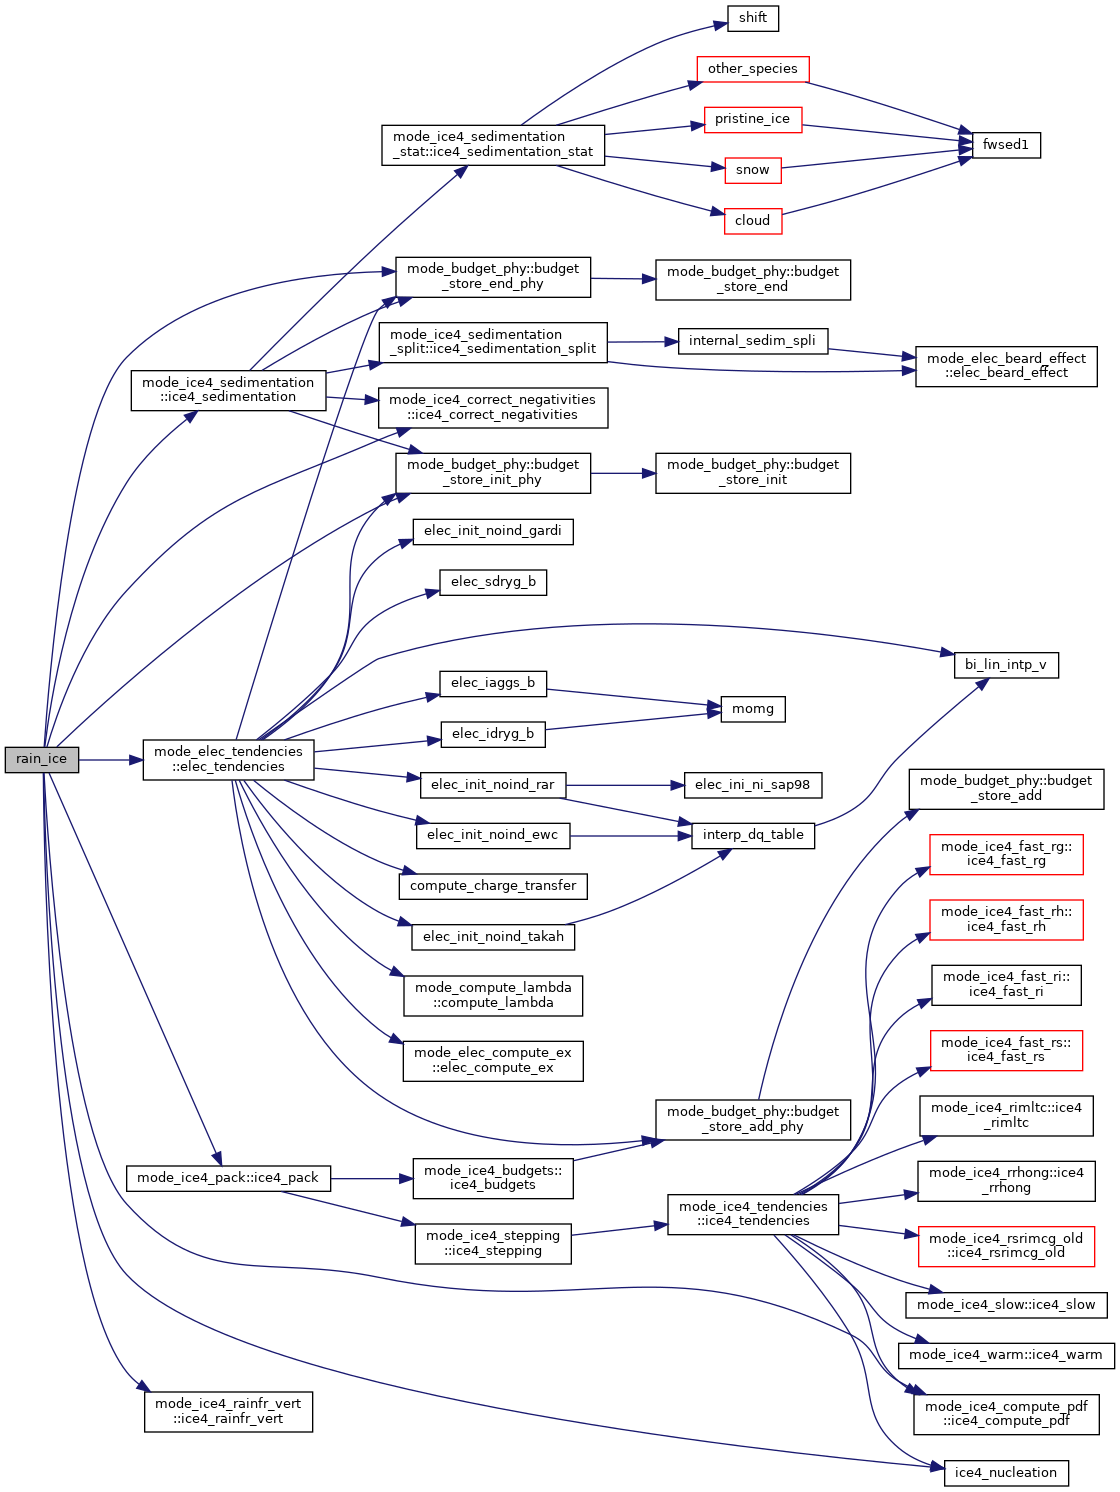 shift
other_species
pristine_ice
mode_ice4_sedimentation
_stat::ice4_sedimentation_stat
fwsed1
snow
cloud
mode_budget_phy::budget
_store_end_phy
mode_budget_phy::budget
_store_end
mode_ice4_sedimentation
_split::ice4_sedimentation_split
internal_sedim_spli
mode_elec_beard_effect
::elec_beard_effect
mode_ice4_sedimentation
::ice4_sedimentation
mode_ice4_correct_negativities
::ice4_correct_negativities
mode_budget_phy::budget
_store_init_phy
mode_budget_phy::budget
_store_init
elec_init_noind_gardi
elec_sdryg_b
bi_lin_intp_v
elec_iaggs_b
momg
elec_idryg_b
rain_ice
mode_elec_tendencies
::elec_tendencies
elec_init_noind_rar
elec_ini_ni_sap98
mode_budget_phy::budget
_store_add
elec_init_noind_ewc
interp_dq_table
mode_ice4_fast_rg::
ice4_fast_rg
compute_charge_transfer
mode_ice4_fast_rh::
ice4_fast_rh
elec_init_noind_takah
mode_compute_lambda
::compute_lambda
mode_ice4_fast_ri::
ice4_fast_ri
mode_elec_compute_ex
::elec_compute_ex
mode_ice4_fast_rs::
ice4_fast_rs
mode_budget_phy::budget
_store_add_phy
mode_ice4_rimltc::ice4
_rimltc
mode_ice4_pack::ice4_pack
mode_ice4_budgets::
ice4_budgets
mode_ice4_rrhong::ice4
_rrhong
mode_ice4_tendencies
::ice4_tendencies
mode_ice4_stepping
::ice4_stepping
mode_ice4_rsrimcg_old
::ice4_rsrimcg_old
mode_ice4_slow::ice4_slow
mode_ice4_warm::ice4_warm
mode_ice4_rainfr_vert
::ice4_rainfr_vert
mode_ice4_compute_pdf
::ice4_compute_pdf
ice4_nucleation